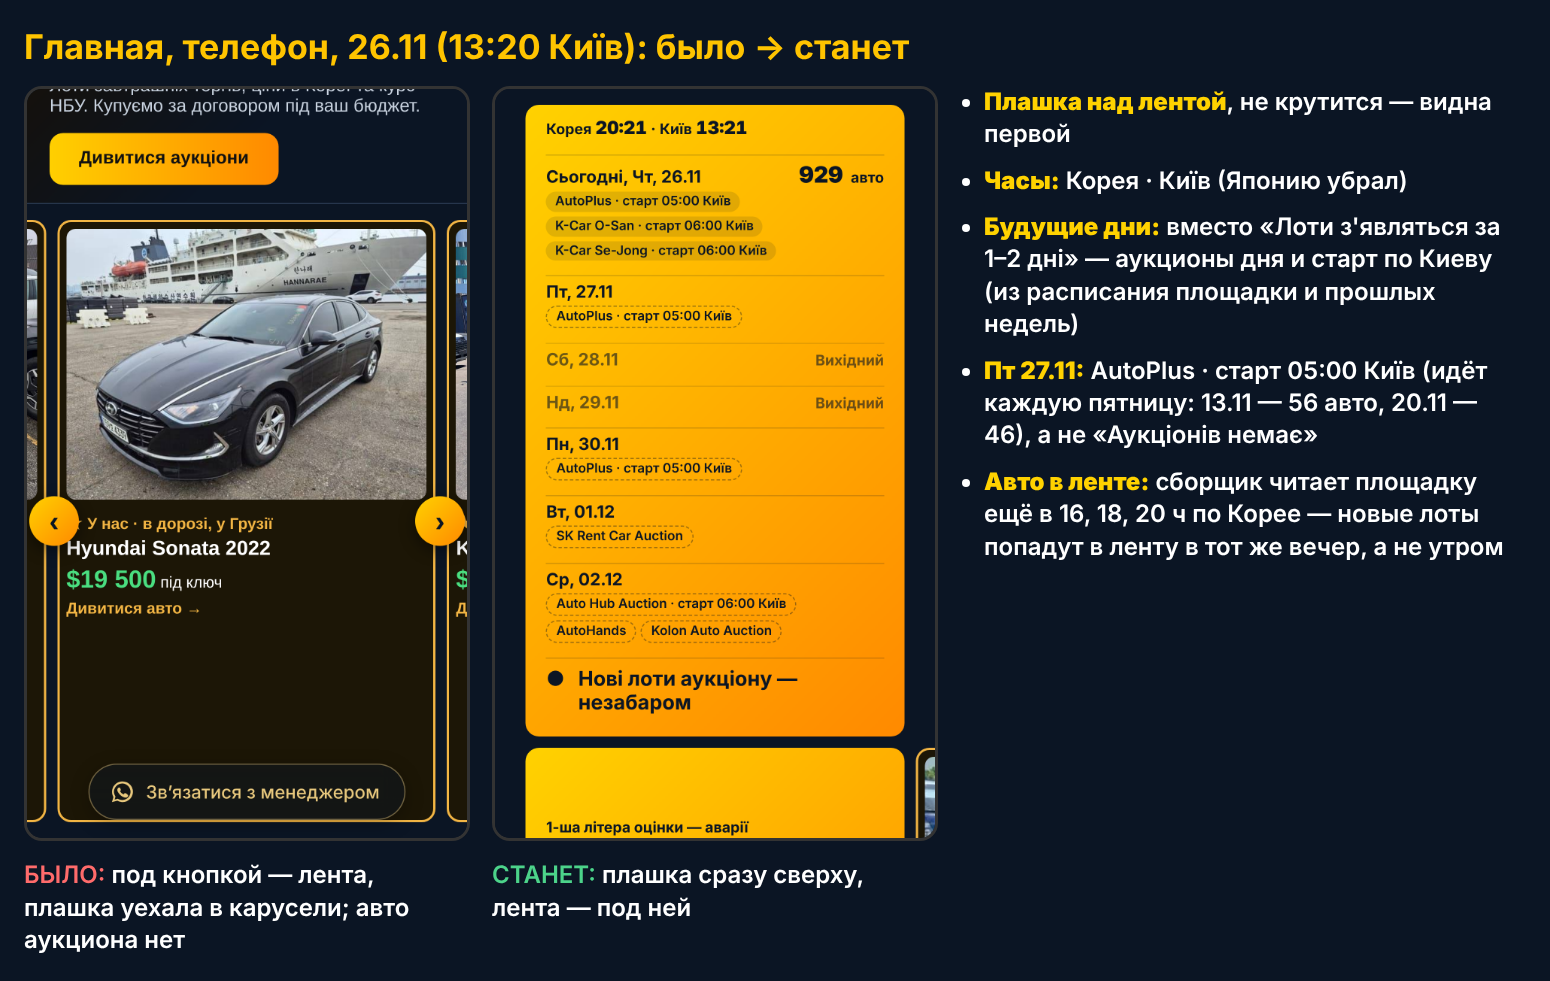 Главная, телефон, 26.11 (13:20 Київ): было → станет
НБУ. Купуємо за договором під ваш бюджет.
Дивитися аукціони
HANNARAE
‹
›
У нас · в дорозі, у Грузії
Hyundai Sonata 2022
$19 500 під ключ
Дивитися авто →
K
$
Д
Зв’язатися з менеджером
БЫЛО: под кнопкой — лента,
плашка уехала в карусели; авто
аукциона нет
Корея 20:21 · Київ 13:21
Сьогодні, Чт, 26.11 929 авто
AutoPlus · старт 05:00 Київ
K-Car O-San · старт 06:00 Київ
K-Car Se-Jong · старт 06:00 Київ
Пт, 27.11
AutoPlus · старт 05:00 Київ
Сб, 28.11 Вихідний
Нд, 29.11 Вихідний
Пн, 30.11
AutoPlus · старт 05:00 Київ
Вт, 01.12
SK Rent Car Auction
Ср, 02.12
Auto Hub Auction · старт 06:00 Київ
AutoHands Kolon Auto Auction
● Нові лоти аукціону —
незабаром
1-ша літера оцінки — аварії
СТАНЕТ: плашка сразу сверху,
лента — под ней
• Плашка над лентой, не крутится — видна
первой
• Часы: Корея · Київ (Японию убрал)
• Будущие дни: вместо «Лоти з'являться за
1–2 дні» — аукционы дня и старт по Киеву
(из расписания площадки и прошлых
недель)
• Пт 27.11: AutoPlus · старт 05:00 Київ (идёт
каждую пятницу: 13.11 — 56 авто, 20.11 —
46), а не «Аукціонів немає»
• Авто в ленте: сборщик читает площадку
ещё в 16, 18, 20 ч по Корее — новые лоты
попадут в ленту в тот же вечер, а не утром